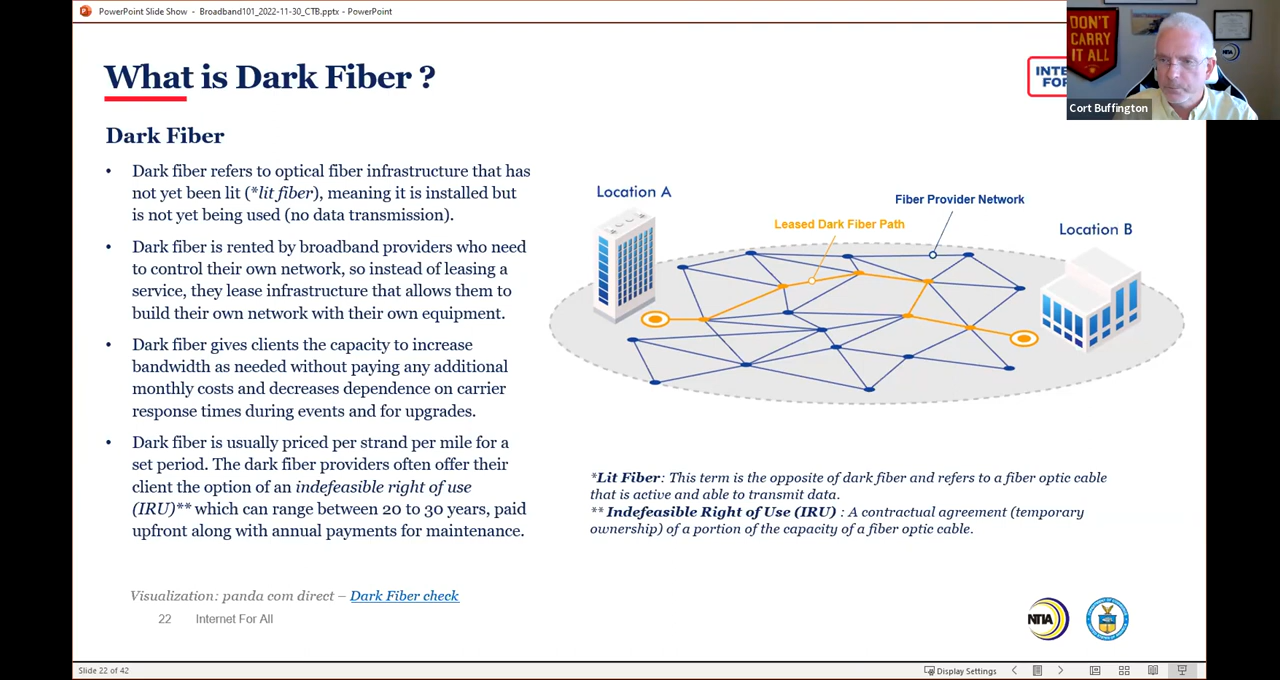 PowerPoint Slide Show - Broadband101_2022-11-30_CTB.pptx - PowerPoint
DON'T
CARRY
IT ALL
NTIA
Cort Buffington
What is Dark Fiber ?
INTE
FOR
Dark Fiber
• Dark fiber refers to optical fiber infrastructure that has
not yet been lit (*lit fiber), meaning it is installed but
is not yet being used (no data transmission).
• Dark fiber is rented by broadband providers who need
to control their own network, so instead of leasing a
service, they lease infrastructure that allows them to
build their own network with their own equipment.
• Dark fiber gives clients the capacity to increase
bandwidth as needed without paying any additional
monthly costs and decreases dependence on carrier
response times during events and for upgrades.
• Dark fiber is usually priced per strand per mile for a
set period. The dark fiber providers often offer their
client the option of an indefeasible right of use
(IRU)** which can range between 20 to 30 years, paid
upfront along with annual payments for maintenance.
Location A
Fiber Provider Network
Leased Dark Fiber Path
Location B
*Lit Fiber: This term is the opposite of dark fiber and refers to a fiber optic cable
that is active and able to transmit data.
** Indefeasible Right of Use (IRU) : A contractual agreement (temporary
ownership) of a portion of the capacity of a fiber optic cable.
Visualization: panda com direct – Dark Fiber check
22 Internet For All
NTIA
Slide 22 of 42
Display Settings